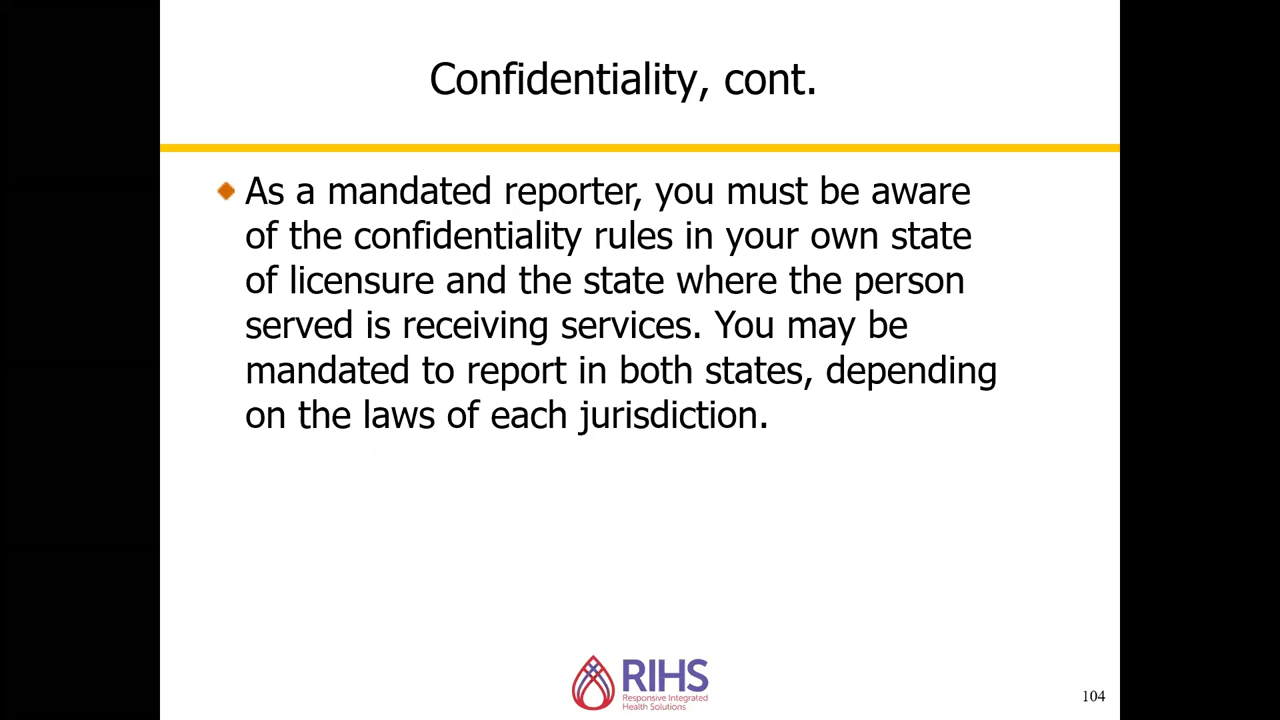 Confidentiality, cont.
As a mandated reporter, you must be aware
of the confidentiality rules in your own state
of licensure and the state where the person
served is receiving services. You may be
mandated to report in both states, depending
on the laws of each jurisdiction.
RIHS
Responsive Integrated
Health Solutions
104